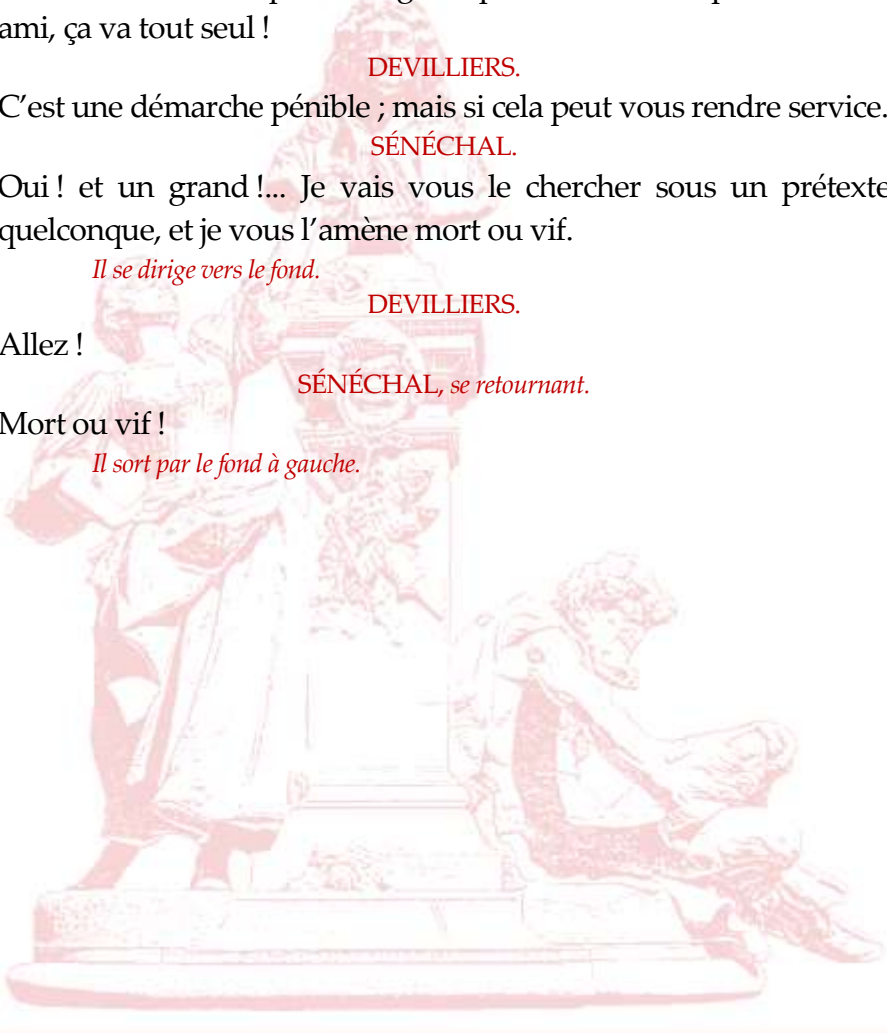 ami, ça va tout seul !
DEVILLIERS.
C’est une démarche pénible ; mais si cela peut vous rendre service.
SÉNÉCHAL.
Oui ! et un grand !... Je vais vous le chercher sous un prétexte
quelconque, et je vous l’amène mort ou vif.
Il se dirige vers le fond.
DEVILLIERS.
Allez !
SÉNÉCHAL, se retournant.
Mort ou vif !
Il sort par le fond à gauche.